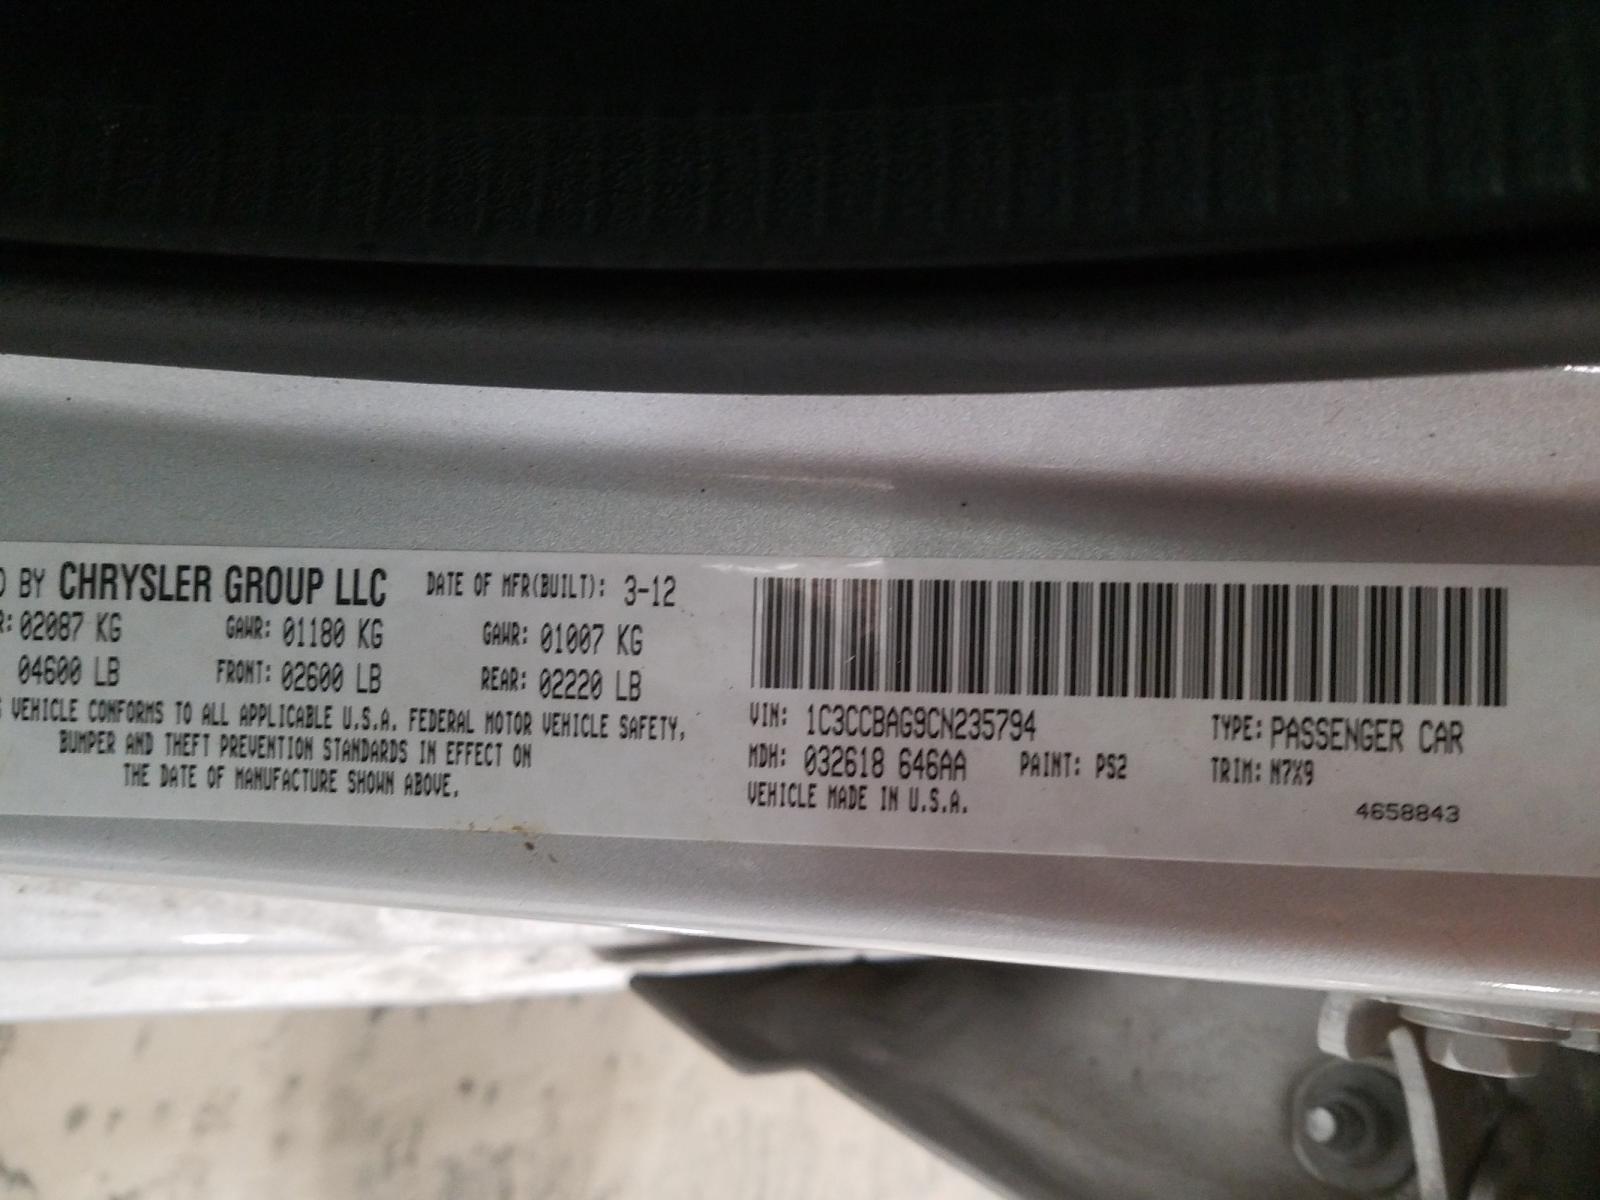 BY CHRYSLER GROUP LLC DATE OF MFR(BUILT): 3-12
R: 02087 KG GAWR: 01180 KG GAWR: 01007 KG
04600 LB FRONT: 02600 LB REAR: 02220 LB
VEHICLE CONFORMS TO ALL APPLICABLE U.S.A. FEDERAL MOTOR VEHICLE SAFETY,
BUMPER AND THEFT PREVENTION STANDARDS IN EFFECT ON
THE DATE OF MANUFACTURE SHOWN ABOVE.
VIN: 1C3CCBAG9CN235794 TYPE: PASSENGER CAR
MDH: 032618 646AA PAINT: PS2 TRIM: N7X9
VEHICLE MADE IN U.S.A.
4658843